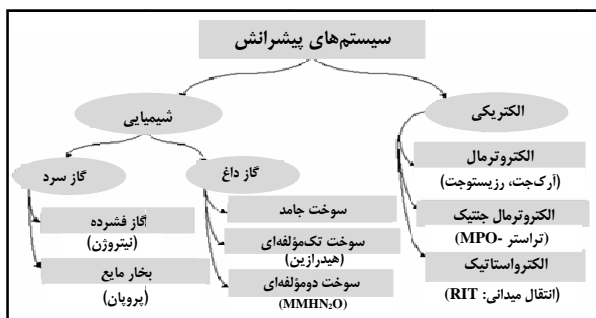 سیستم‌های پیشرانش
شیمیایی
الکتریکی
گاز سرد
گاز داغ
گاز فشرده
(نیتروژن)
بخار مایع
(پروپان)
سوخت جامد
سوخت تک‌مؤلفه‌ای
(هیدرازین)
سوخت دومؤلفه‌ای
(MMHN₂O)
الکتروترمال
(آرک‌جت، رزیستوجت)
الکتروترمال جنتیک
(تراستر -MPO)
الکترواستاتیک
(انتقال میدانی: RIT)